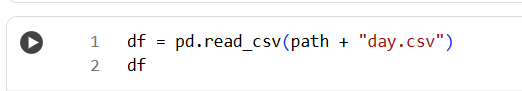 1 df = pd.read_csv(path + "day.csv")
2 df